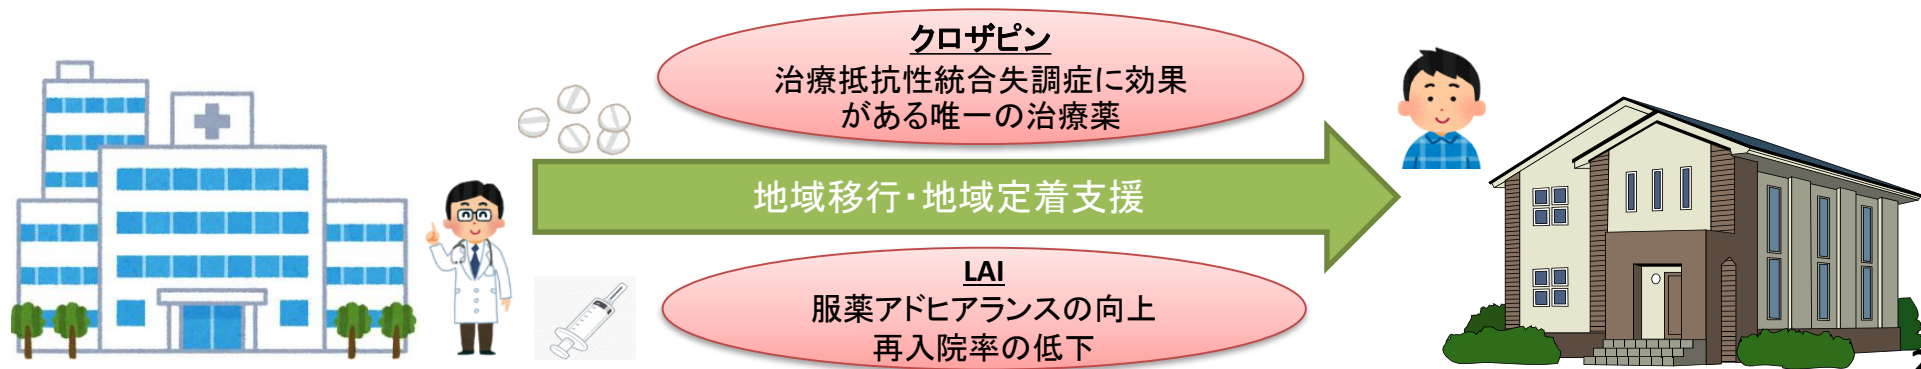 クロザピン
治療抵抗性統合失調症に効果
がある唯一の治療薬
地域移行・地域定着支援
LAI
服薬アドヒアランスの向上
再入院率の低下